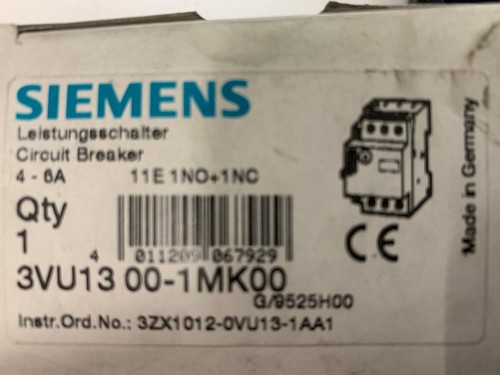 SIEMENS
Leistungsschalter
Circuit Breaker
4 - 6A 11E 1NO+1NC
Qty
1
4 011209 067929
3VU13 00-1MK00
G/9525H00
Instr.Ord.No.: 3ZX1012-0VU13-1AA1
CE
Made in Germany